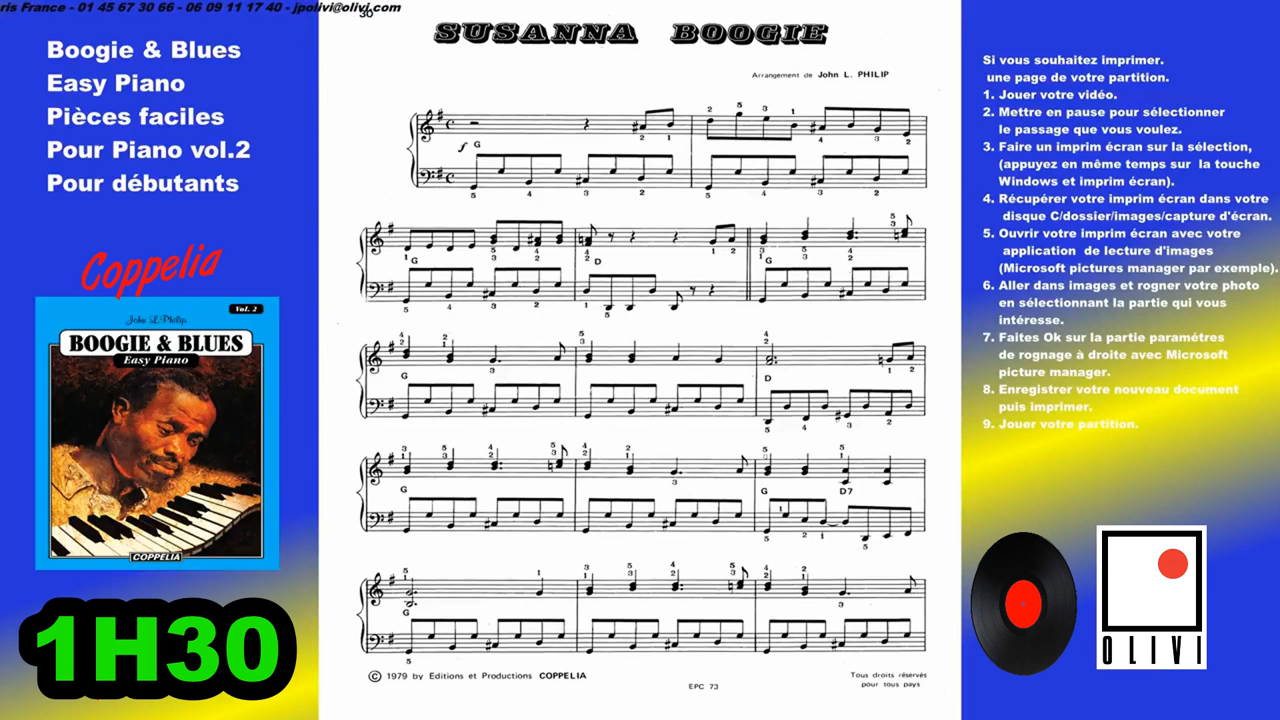 ris France - 01 45 67 30 66 - 06 09 11 17 40 - jpolivi@olivi.com
Boogie & Blues
Easy Piano
Pièces faciles
Pour Piano vol.2
Pour débutants
Coppelia
Vol. 2
John L. Philip
BOOGIE & BLUES
Easy Piano
COPPELIA
1H30
30
SUSANNA BOOGIE
Arrangement de John L. PHILIP
f
G
G
D
G
G
D
G
G
D7
G
© 1979 by Editions et Productions COPPELIA
EPC 73
Tous droits réservés
pour tous pays
Si vous souhaitez imprimer.
une page de votre partition.
1. Jouer votre vidéo.
2. Mettre en pause pour sélectionner
le passage que vous voulez.
3. Faire un imprim écran sur la sélection,
(appuyez en même temps sur la touche
Windows et imprim écran).
4. Récupérer votre imprim écran dans votre
disque C/dossier/images/capture d'écran.
5. Ouvrir votre imprim écran avec votre
application de lecture d'images
(Microsoft pictures manager par exemple).
6. Aller dans images et rogner votre photo
en sélectionnant la partie qui vous
intéresse.
7. Faites Ok sur la partie paramétres
de rognage à droite avec Microsoft
picture manager.
8. Enregistrer votre nouveau document
puis imprimer.
9. Jouer votre partition.
OLIVI